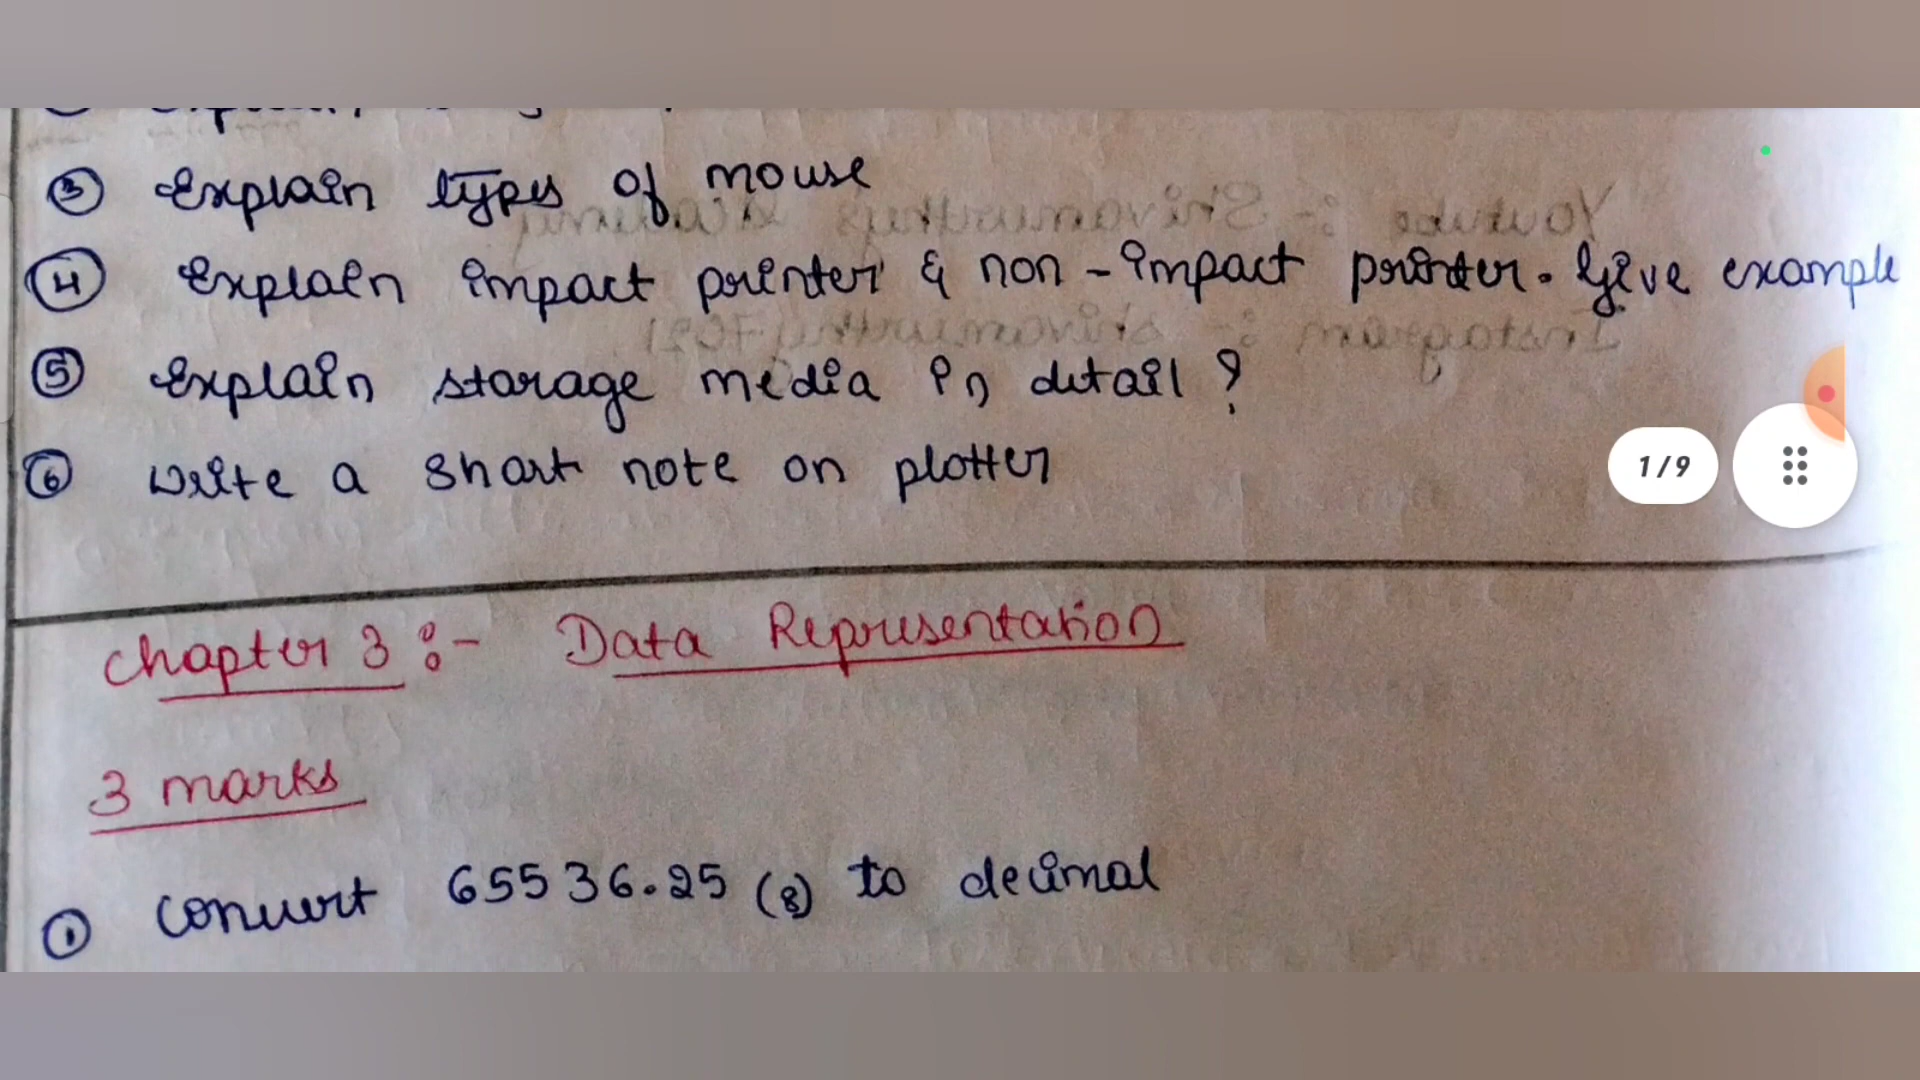 ③ Explain types of mouse
④ Explain impact printer & non-impact printer. Give example
⑤ Explain storage media in detail ?
⑥ Write a short note on plotter
1/9
Chapter 3 :- Data Representation
3 marks
① convert 65536.25 (8) to decimal